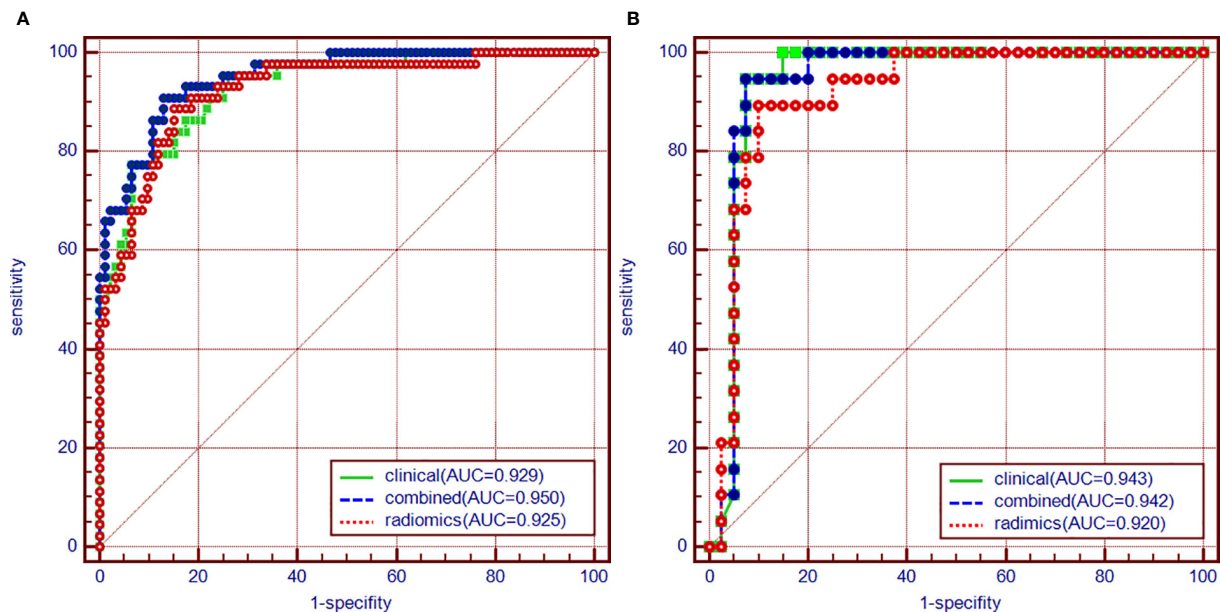 A
100
80
60
40
20
0
sensitivity
clinical(AUC=0.929)
combined(AUC=0.950)
radiomics(AUC=0.925)
0 20 40 60 80 100
1-specifity
B
100
80
60
40
20
0
sensitivity
clinical(AUC=0.943)
combined(AUC=0.942)
radimics(AUC=0.920)
0 20 40 60 80 100
1-specifity